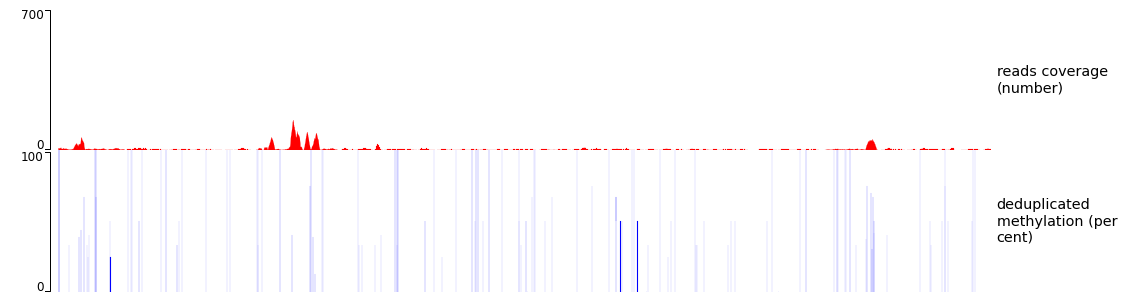 700
reads coverage
(number)
0
100
deduplicated
methylation (per
cent)
0